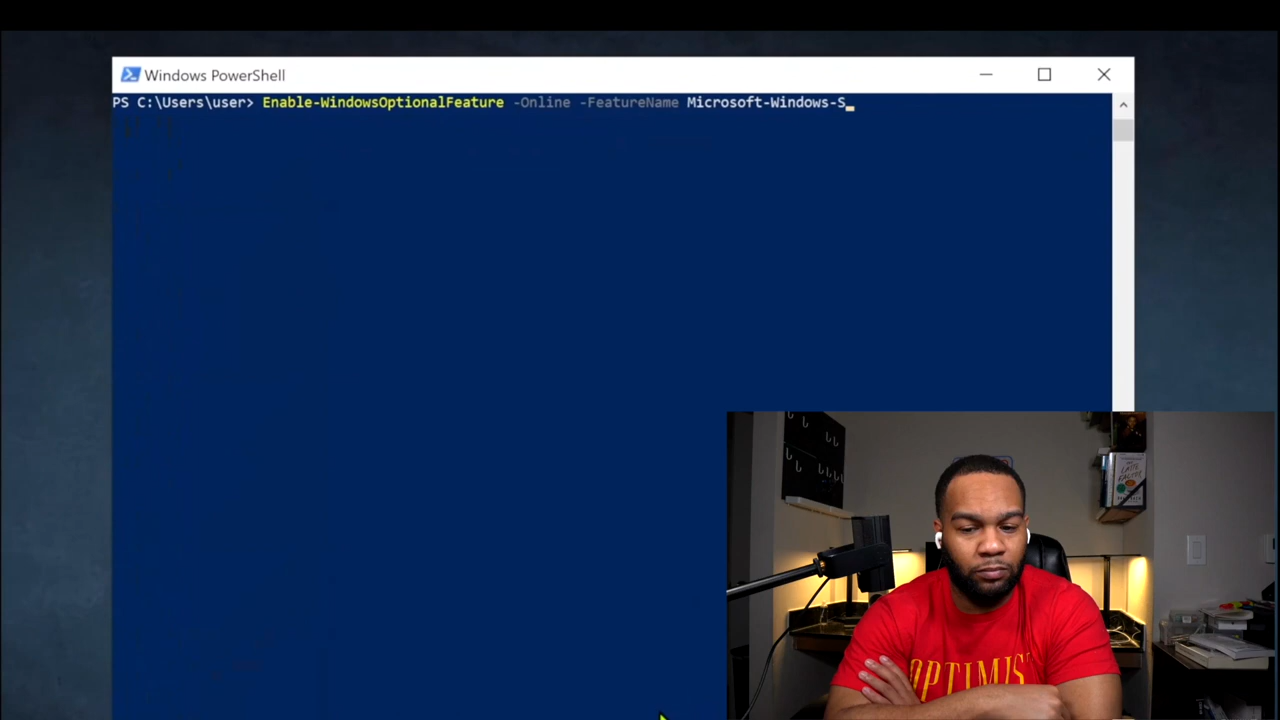 Windows PowerShell
PS C:\Users\user> Enable-WindowsOptionalFeature -Online -FeatureName Microsoft-Windows-S
OPTIMIS